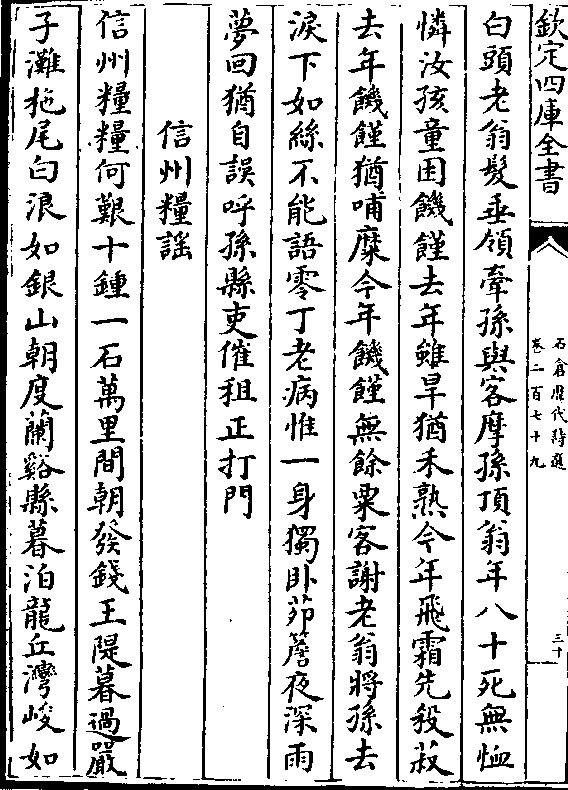 欽定四庫全書
石倉歷代詩選
卷二百七十九
三十
白頭老翁髮垂領牽孫與客摩孫頂翁年八十死無恤
憐汝孩童困饑饉去年雖旱猶禾熟今年飛霜先殺菽
去年饑饉猶哺糜今年饑饉無餘粟客謝老翁將孫去
淚下如絲不能語零丁老病惟一身獨卧茆簷夜深雨
夢回猶自誤呼孫縣吏催租正打門
信州糧謡
信州糧糧何艱十鍾一石萬里間朝發錢王隄暮過嚴
子灘拖尾白浪如銀山朝度蘭谿縣暮泊龍丘灣峻如